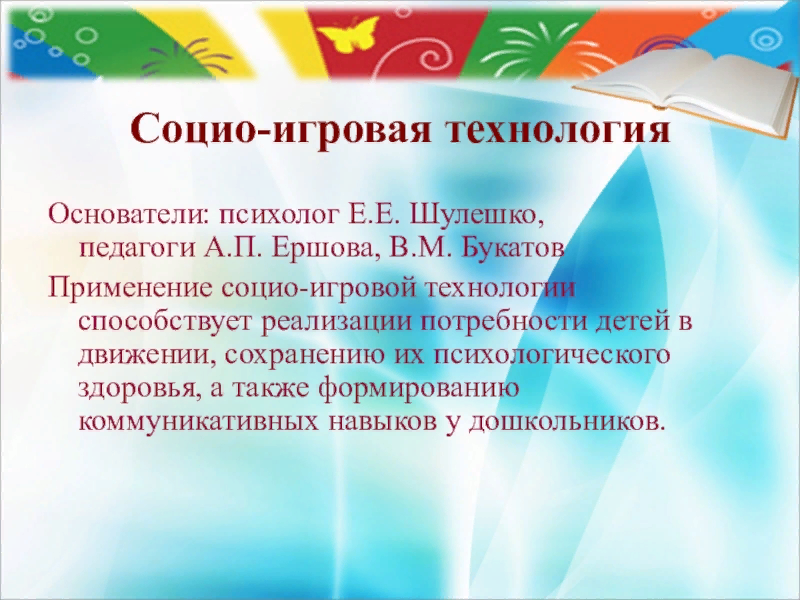 Социо-игровая технология
Основатели: психолог Е.Е. Шулешко,
педагоги А.П. Ершова, В.М. Букатов
Применение социо-игровой технологии
способствует реализации потребности детей в
движении, сохранению их психологического
здоровья, а также формированию
коммуникативных навыков у дошкольников.